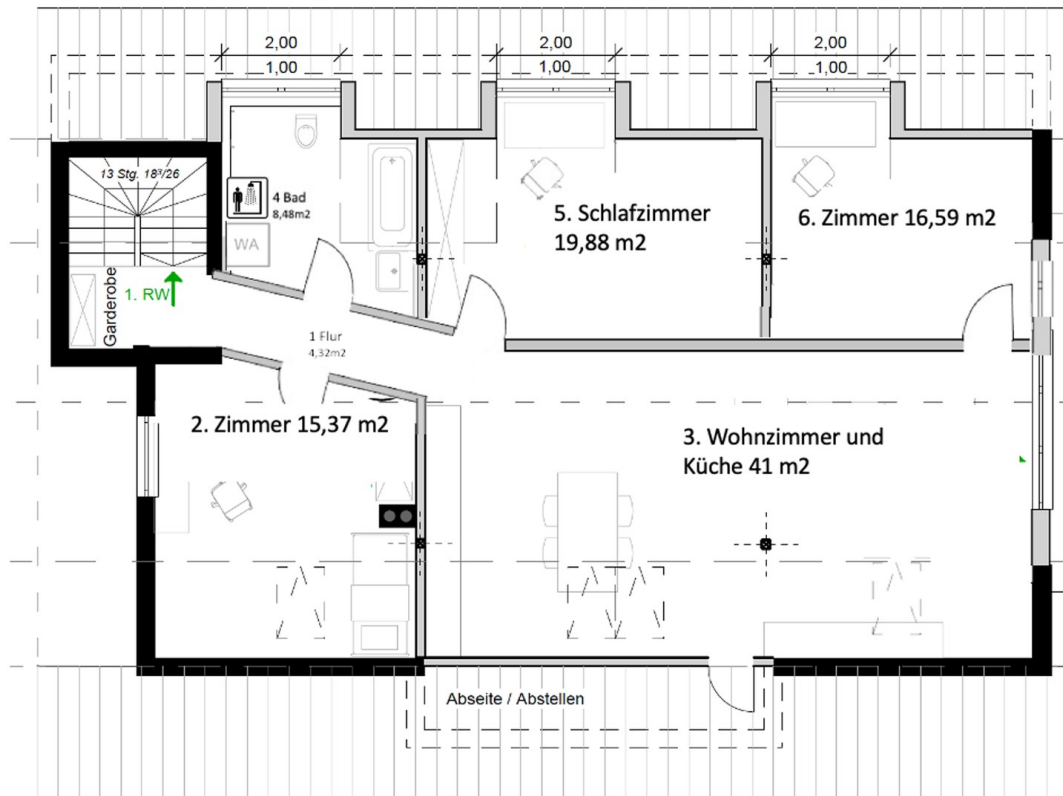 2,00
1,00
2,00
1,00
2,00
1,00
13 Stg. 18³/26
4 Bad
8,48m2
WA
5. Schlafzimmer
19,88 m2
6. Zimmer 16,59 m2
Garderobe
1. RW
1 Flur
4,32m2
2. Zimmer 15,37 m2
3. Wohnzimmer und
Küche 41 m2
Abseite / Abstellen